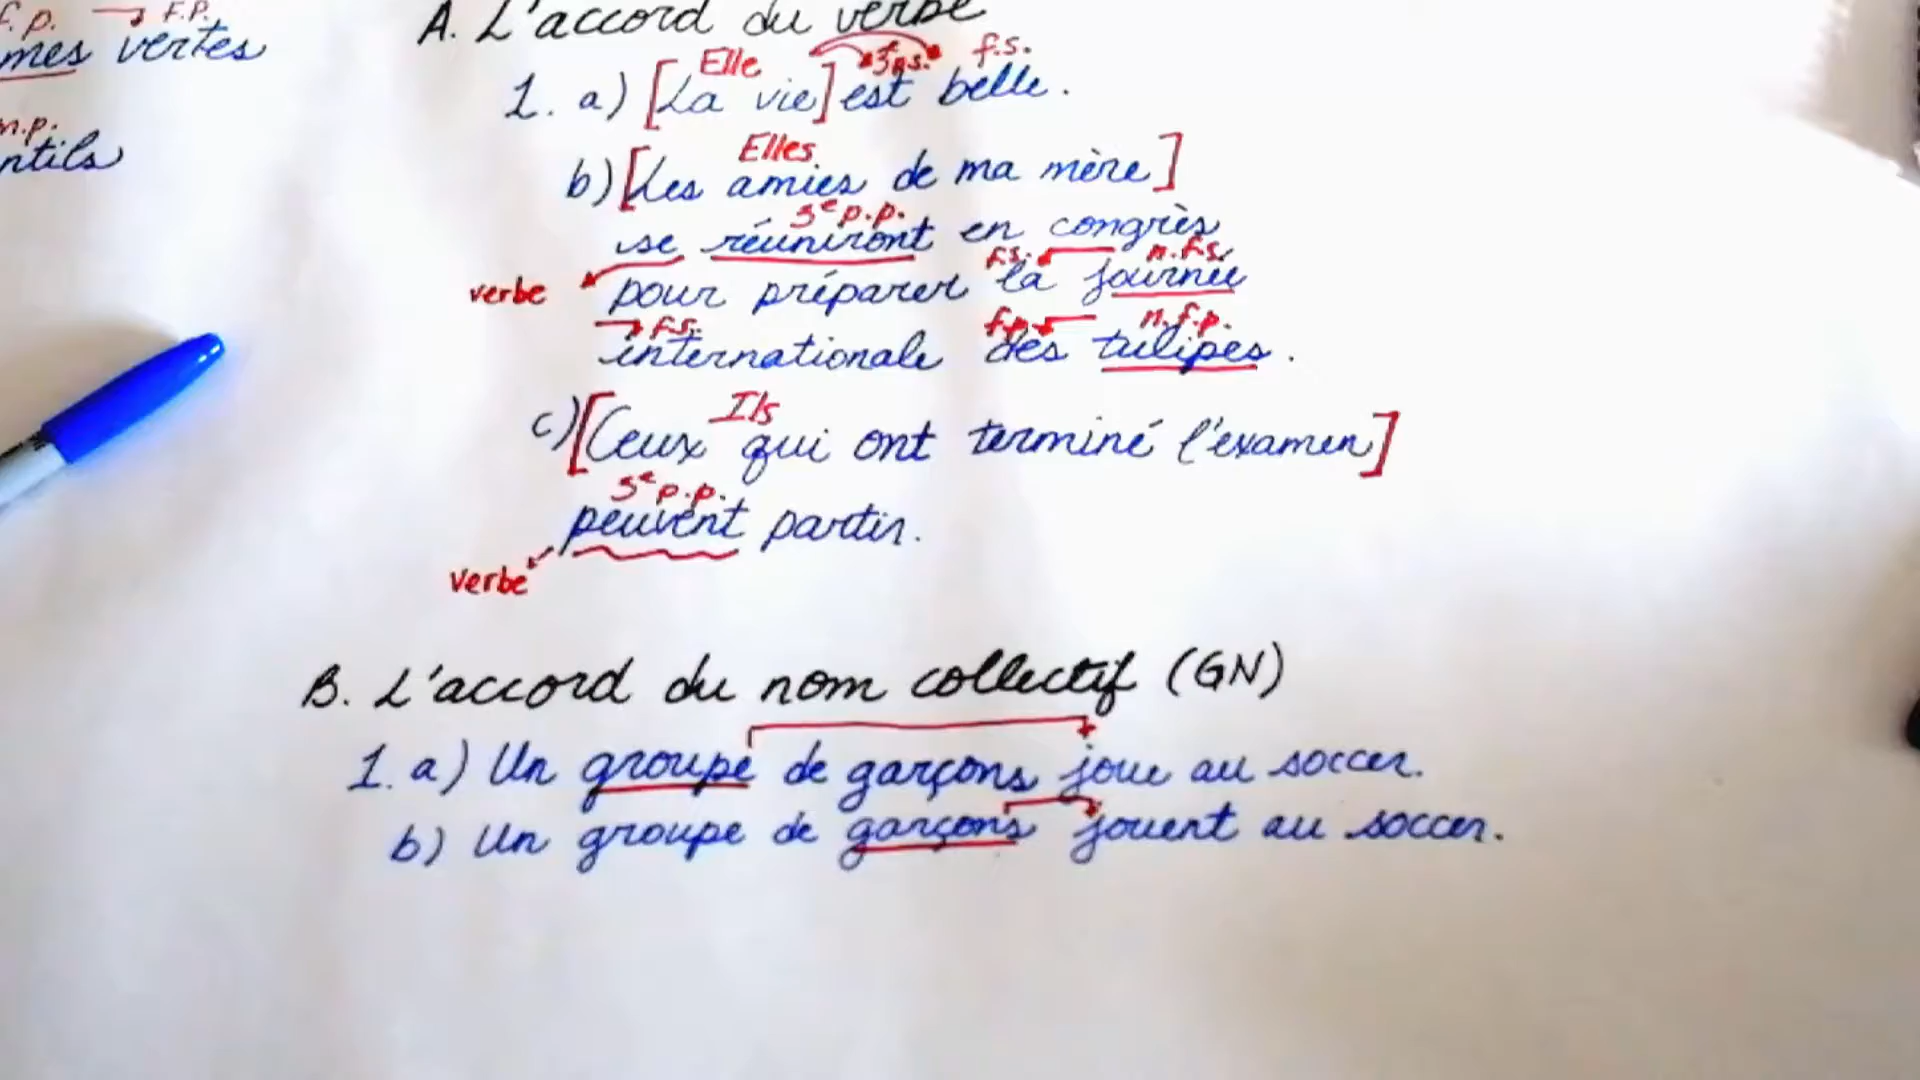 f.p. → F.P.
mes vertes
m.p.
ntils
A. L'accord du verbe
Elle 3e p.s. f.s.
1. a) [La vie] est belle.
Elles
b) [Les amies de ma mère]
3e p.p.
se réuniront en congrès
f.s. n.f.s.
verbe pour préparer la journée
f.s. f.p. n.f.p.
internationale des tulipes.
Ils
c) [Ceux qui ont terminé l'examen]
3e p.p.
peuvent partir.
verbe
B. L'accord du nom collectif (GN)
1. a) Un groupe de garçons joue au soccer.
b) Un groupe de garçons jouent au soccer.